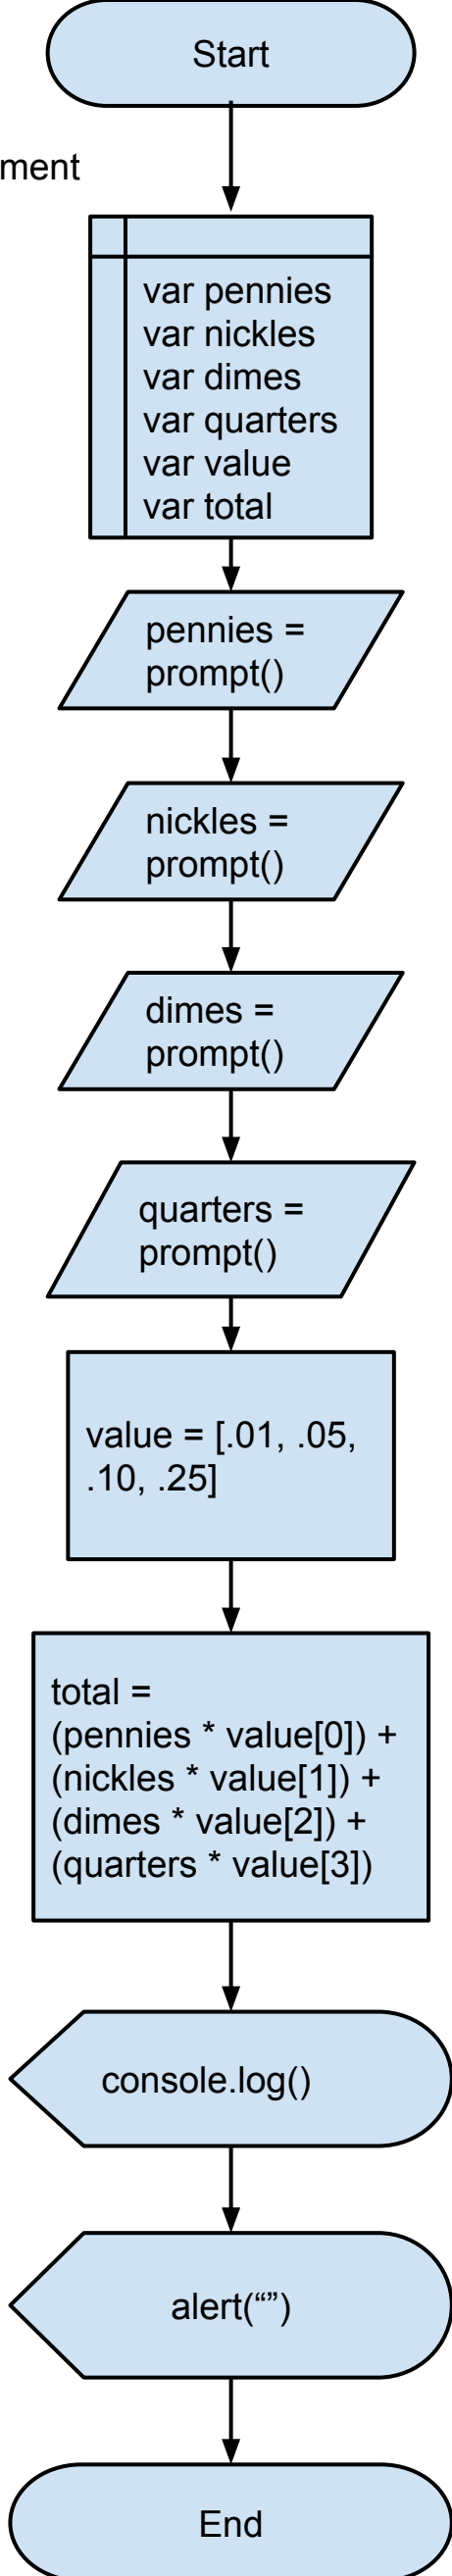 Start
ment
var pennies
var nickles
var dimes
var quarters
var value
var total
pennies =
prompt()
nickles =
prompt()
dimes =
prompt()
quarters =
prompt()
value = [.01, .05,
.10, .25]
total =
(pennies * value[0]) +
(nickles * value[1]) +
(dimes * value[2]) +
(quarters * value[3])
console.log()
alert(“”)
End